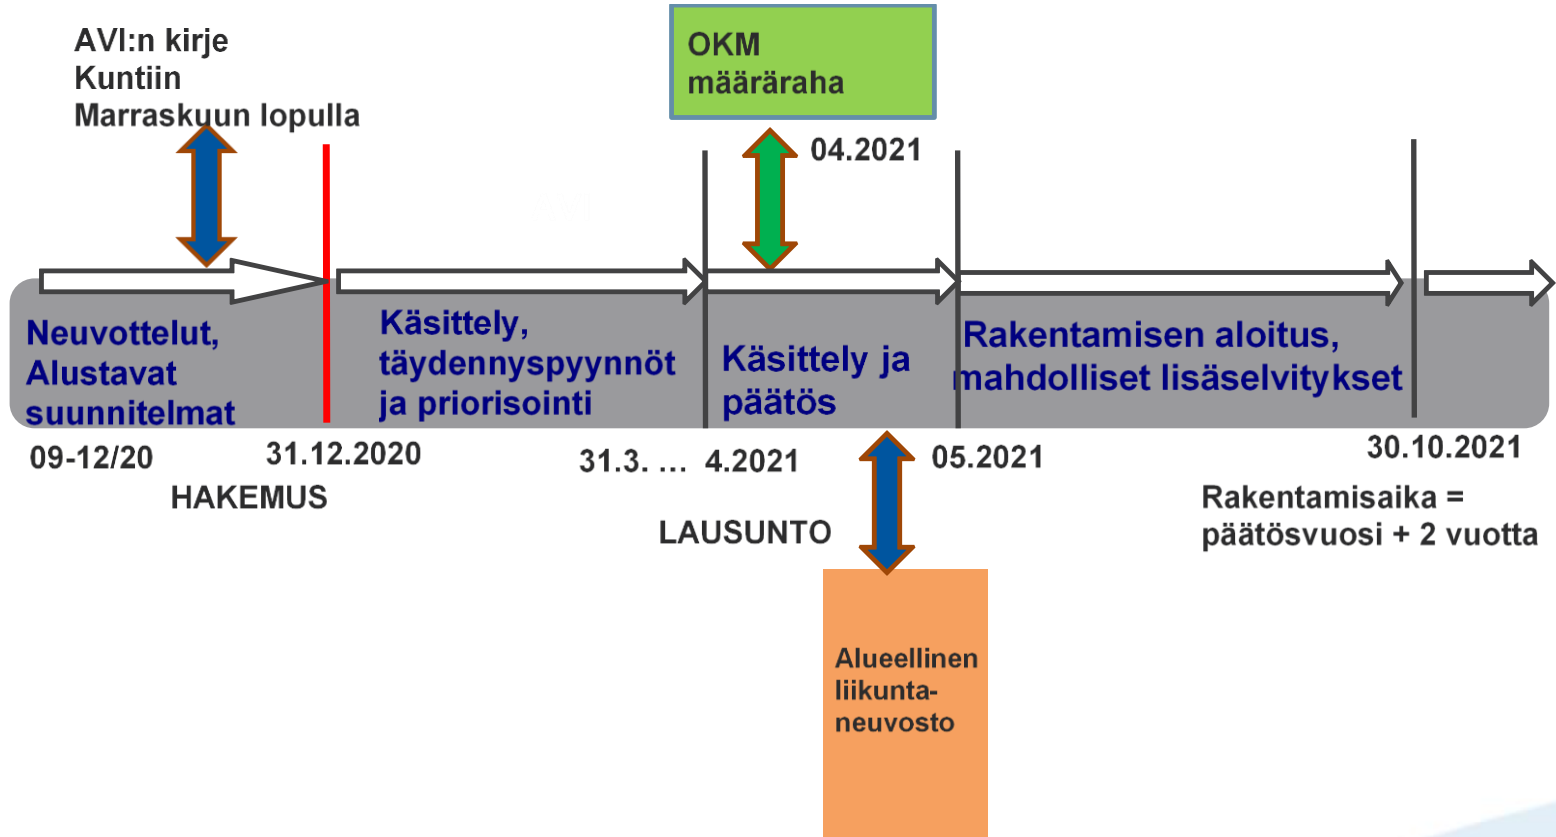 AVI:n kirje
Kuntiin
Marraskuun lopulla
OKM
määräraha
04.2021
Neuvottelut,
Alustavat
suunnitelmat
Käsittely,
täydennyspyynnöt
ja priorisointi
Käsittely ja
päätös
Rakentamisen aloitus,
mahdolliset lisäselvitykset
09-12/20
31.12.2020
31.3. ... 4.2021
05.2021
30.10.2021
HAKEMUS
LAUSUNTO
Rakentamisaika =
päätösvuosi + 2 vuotta
Alueellinen
liikunta-
neuvosto